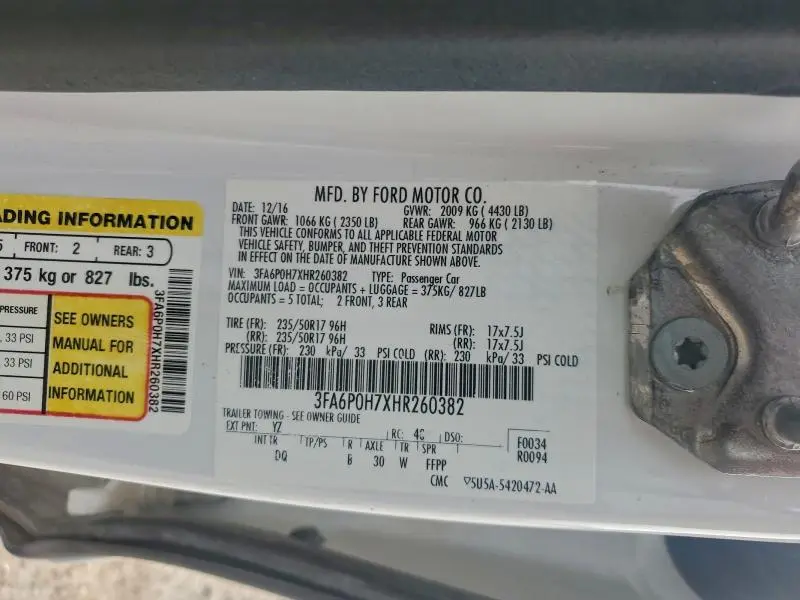 ADING INFORMATION
5 FRONT: 2 REAR: 3
375 kg or 827 lbs.
PRESSURE
33 PSI
33 PSI
60 PSI
SEE OWNERS
MANUAL FOR
ADDITIONAL
INFORMATION
3FA6P0H7XHR260382
MFD. BY FORD MOTOR CO.
DATE: 12/16 GVWR: 2009 KG ( 4430 LB)
FRONT GAWR: 1066 KG ( 2350 LB) REAR GAWR: 966 KG ( 2130 LB)
THIS VEHICLE CONFORMS TO ALL APPLICABLE FEDERAL MOTOR
VEHICLE SAFETY, BUMPER, AND THEFT PREVENTION STANDARDS
IN EFFECT ON THE DATE OF MANUFACTURE SHOWN ABOVE.
VIN: 3FA6P0H7XHR260382 TYPE: Passenger Car
MAXIMUM LOAD = OCCUPANTS + LUGGAGE = 375KG/ 827LB
OCCUPANTS = 5 TOTAL; 2 FRONT, 3 REAR
TIRE (FR): 235/50R17 96H RIMS (FR): 17x7.5J
(RR): 235/50R17 96H (RR): 17x7.5J
PRESSURE (FR): 230 kPa/ 33 PSI COLD (RR): 230 kPa/ 33 PSI COLD
3FA6P0H7XHR260382
TRAILER TOWING - SEE OWNER GUIDE
EXT PNT: YZ RC: 48 DSO: F0034
INT TR TP/PS R AXLE TR SPR R0094
DQ B 30 W FFPP
CMC 5U5A-5420472-AA